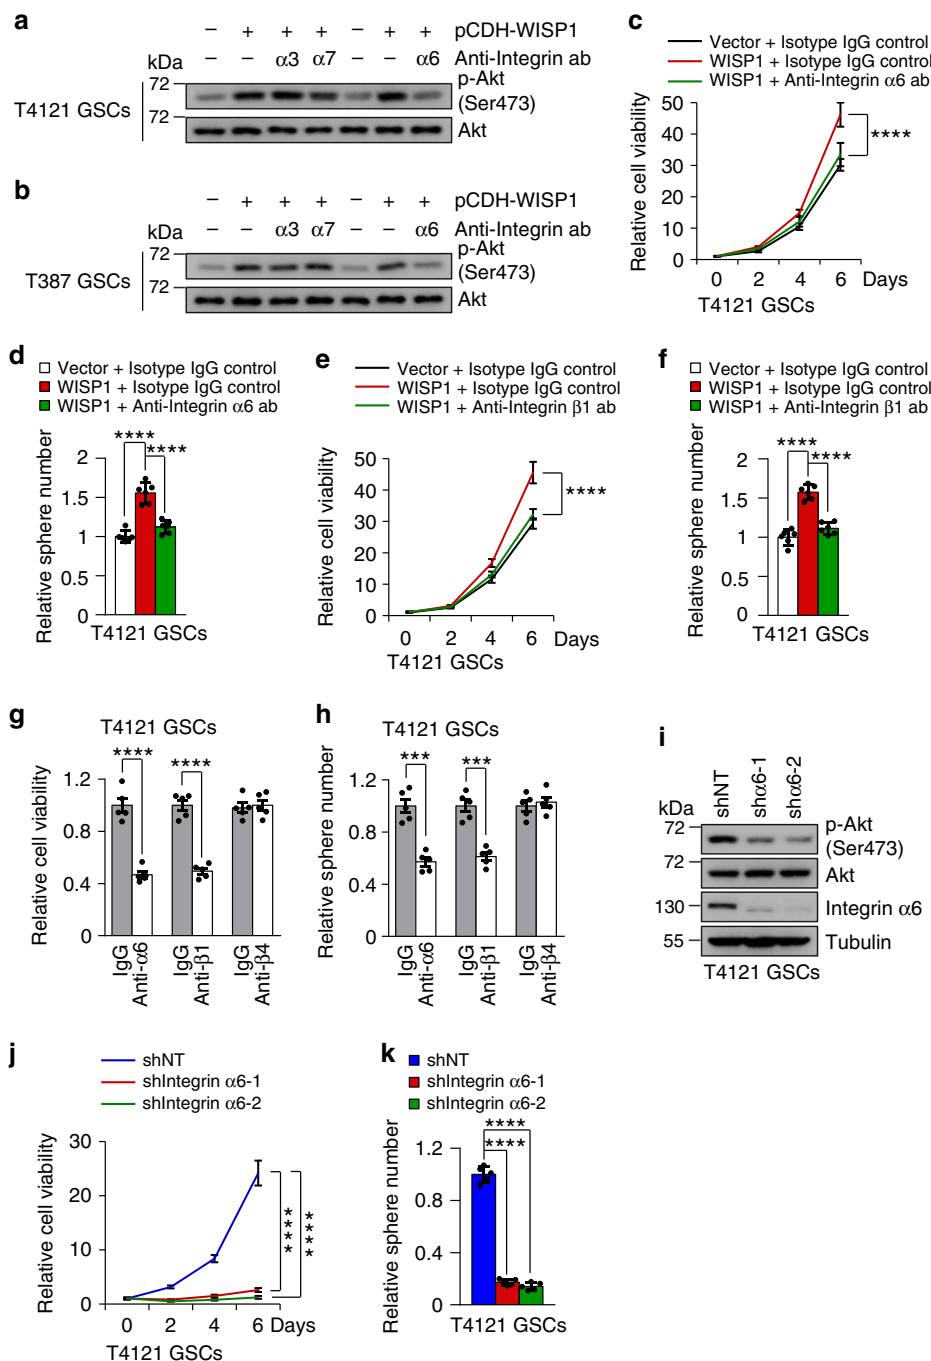 a
− + + + − + + pCDH-WISP1
kDa − − α3 α7 − − α6 Anti-Integrin ab
72 p-Akt
(Ser473)
T4121 GSCs
72 Akt
b
− + + + − + + pCDH-WISP1
kDa − − α3 α7 − − α6 Anti-Integrin ab
72 p-Akt
(Ser473)
T387 GSCs
72 Akt
c
Vector + Isotype IgG control
WISP1 + Isotype IgG control
WISP1 + Anti-Integrin α6 ab
Relative cell viability
50
40
30
20
10
0
****
0 2 4 6 Days
T4121 GSCs
d
Vector + Isotype IgG control
WISP1 + Isotype IgG control
WISP1 + Anti-Integrin α6 ab
Relative sphere number
2
1.5
1
0.5
0
**** ****
T4121 GSCs
e
Vector + Isotype IgG control
WISP1 + Isotype IgG control
WISP1 + Anti-Integrin β1 ab
Relative cell viability
50
40
30
20
10
0
****
0 2 4 6 Days
T4121 GSCs
f
Vector + Isotype IgG control
WISP1 + Isotype IgG control
WISP1 + Anti-Integrin β1 ab
Relative sphere number
2
1.5
1
0.5
0
**** ****
T4121 GSCs
g
T4121 GSCs
Relative cell viability
1.2
0.8
0.4
0
**** ****
IgG Anti-α6 IgG Anti-β1 IgG Anti-β4
h
T4121 GSCs
Relative sphere number
1.2
0.8
0.4
0
*** ***
IgG Anti-α6 IgG Anti-β1 IgG Anti-β4
i
shNT shα6-1 shα6-2
kDa
72 p-Akt
(Ser473)
72 Akt
130 Integrin α6
55 Tubulin
T4121 GSCs
j
shNT
shIntegrin α6-1
shIntegrin α6-2
Relative cell viability
30
20
10
0
**** ****
0 2 4 6 Days
T4121 GSCs
k
shNT
shIntegrin α6-1
shIntegrin α6-2
Relative sphere number
1.2
0.8
0.4
0
****
****
T4121 GSCs